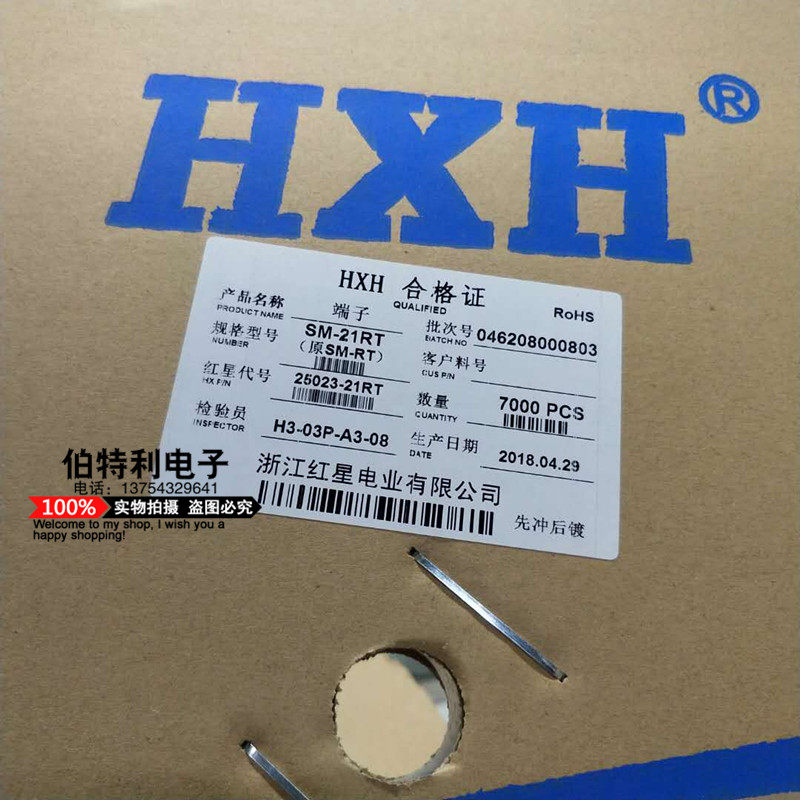 HXH®
HXH 合格证
QUALIFIED
RoHS
产品名称 端子
PRODUCT NAME
批次号 046208000803
BATCH NO
规格型号 SM-21RT
NUMBER (原SM-RT)
客户料号
CUS P/N
红星代号 25023-21RT
HX P/N
数量 7000 PCS
QUANTITY
检验员 H3-03P-A3-08
INSPECTOR
生产日期 2018.04.29
DATE
浙江红星电业有限公司
先冲后镀
伯特利电子
电话：13754329641
100% 实物拍摄 盗图必究
Welcome to my shop, I wish you a
happy shopping!